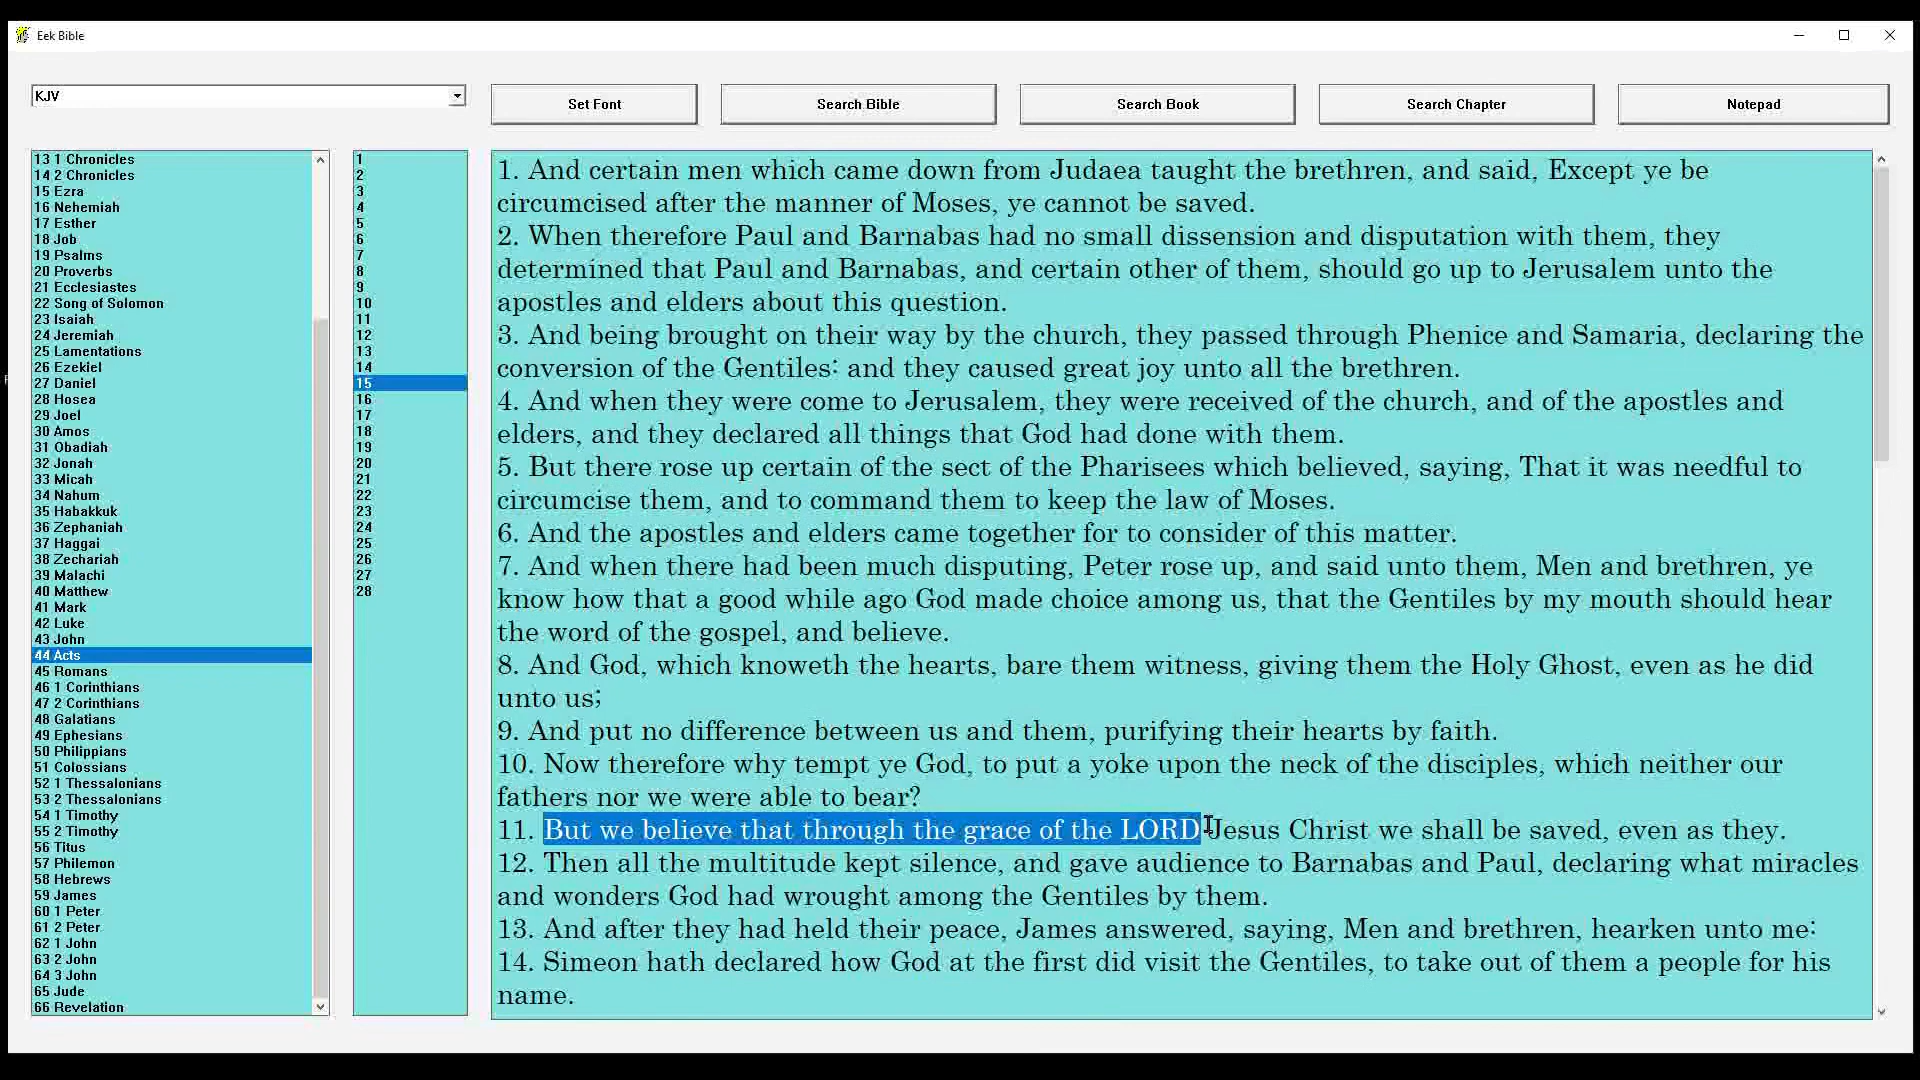 Eek Bible
KJV
Set Font
Search Bible
Search Book
Search Chapter
Notepad
13 1 Chronicles
14 2 Chronicles
15 Ezra
16 Nehemiah
17 Esther
18 Job
19 Psalms
20 Proverbs
21 Ecclesiastes
22 Song of Solomon
23 Isaiah
24 Jeremiah
25 Lamentations
26 Ezekiel
27 Daniel
28 Hosea
29 Joel
30 Amos
31 Obadiah
32 Jonah
33 Micah
34 Nahum
35 Habakkuk
36 Zephaniah
37 Haggai
38 Zechariah
39 Malachi
40 Matthew
41 Mark
42 Luke
43 John
44 Acts
45 Romans
46 1 Corinthians
47 2 Corinthians
48 Galatians
49 Ephesians
50 Philippians
51 Colossians
52 1 Thessalonians
53 2 Thessalonians
54 1 Timothy
55 2 Timothy
56 Titus
57 Philemon
58 Hebrews
59 James
60 1 Peter
61 2 Peter
62 1 John
63 2 John
64 3 John
65 Jude
66 Revelation
1
2
3
4
5
6
7
8
9
10
11
12
13
14
15
16
17
18
19
20
21
22
23
24
25
26
27
28
1. And certain men which came down from Judaea taught the brethren, and said, Except ye be
circumcised after the manner of Moses, ye cannot be saved.
2. When therefore Paul and Barnabas had no small dissension and disputation with them, they
determined that Paul and Barnabas, and certain other of them, should go up to Jerusalem unto the
apostles and elders about this question.
3. And being brought on their way by the church, they passed through Phenice and Samaria, declaring the
conversion of the Gentiles: and they caused great joy unto all the brethren.
4. And when they were come to Jerusalem, they were received of the church, and of the apostles and
elders, and they declared all things that God had done with them.
5. But there rose up certain of the sect of the Pharisees which believed, saying, That it was needful to
circumcise them, and to command them to keep the law of Moses.
6. And the apostles and elders came together for to consider of this matter.
7. And when there had been much disputing, Peter rose up, and said unto them, Men and brethren, ye
know how that a good while ago God made choice among us, that the Gentiles by my mouth should hear
the word of the gospel, and believe.
8. And God, which knoweth the hearts, bare them witness, giving them the Holy Ghost, even as he did
unto us;
9. And put no difference between us and them, purifying their hearts by faith.
10. Now therefore why tempt ye God, to put a yoke upon the neck of the disciples, which neither our
fathers nor we were able to bear?
11. But we believe that through the grace of the LORD Jesus Christ we shall be saved, even as they.
12. Then all the multitude kept silence, and gave audience to Barnabas and Paul, declaring what miracles
and wonders God had wrought among the Gentiles by them.
13. And after they had held their peace, James answered, saying, Men and brethren, hearken unto me:
14. Simeon hath declared how God at the first did visit the Gentiles, to take out of them a people for his
name.